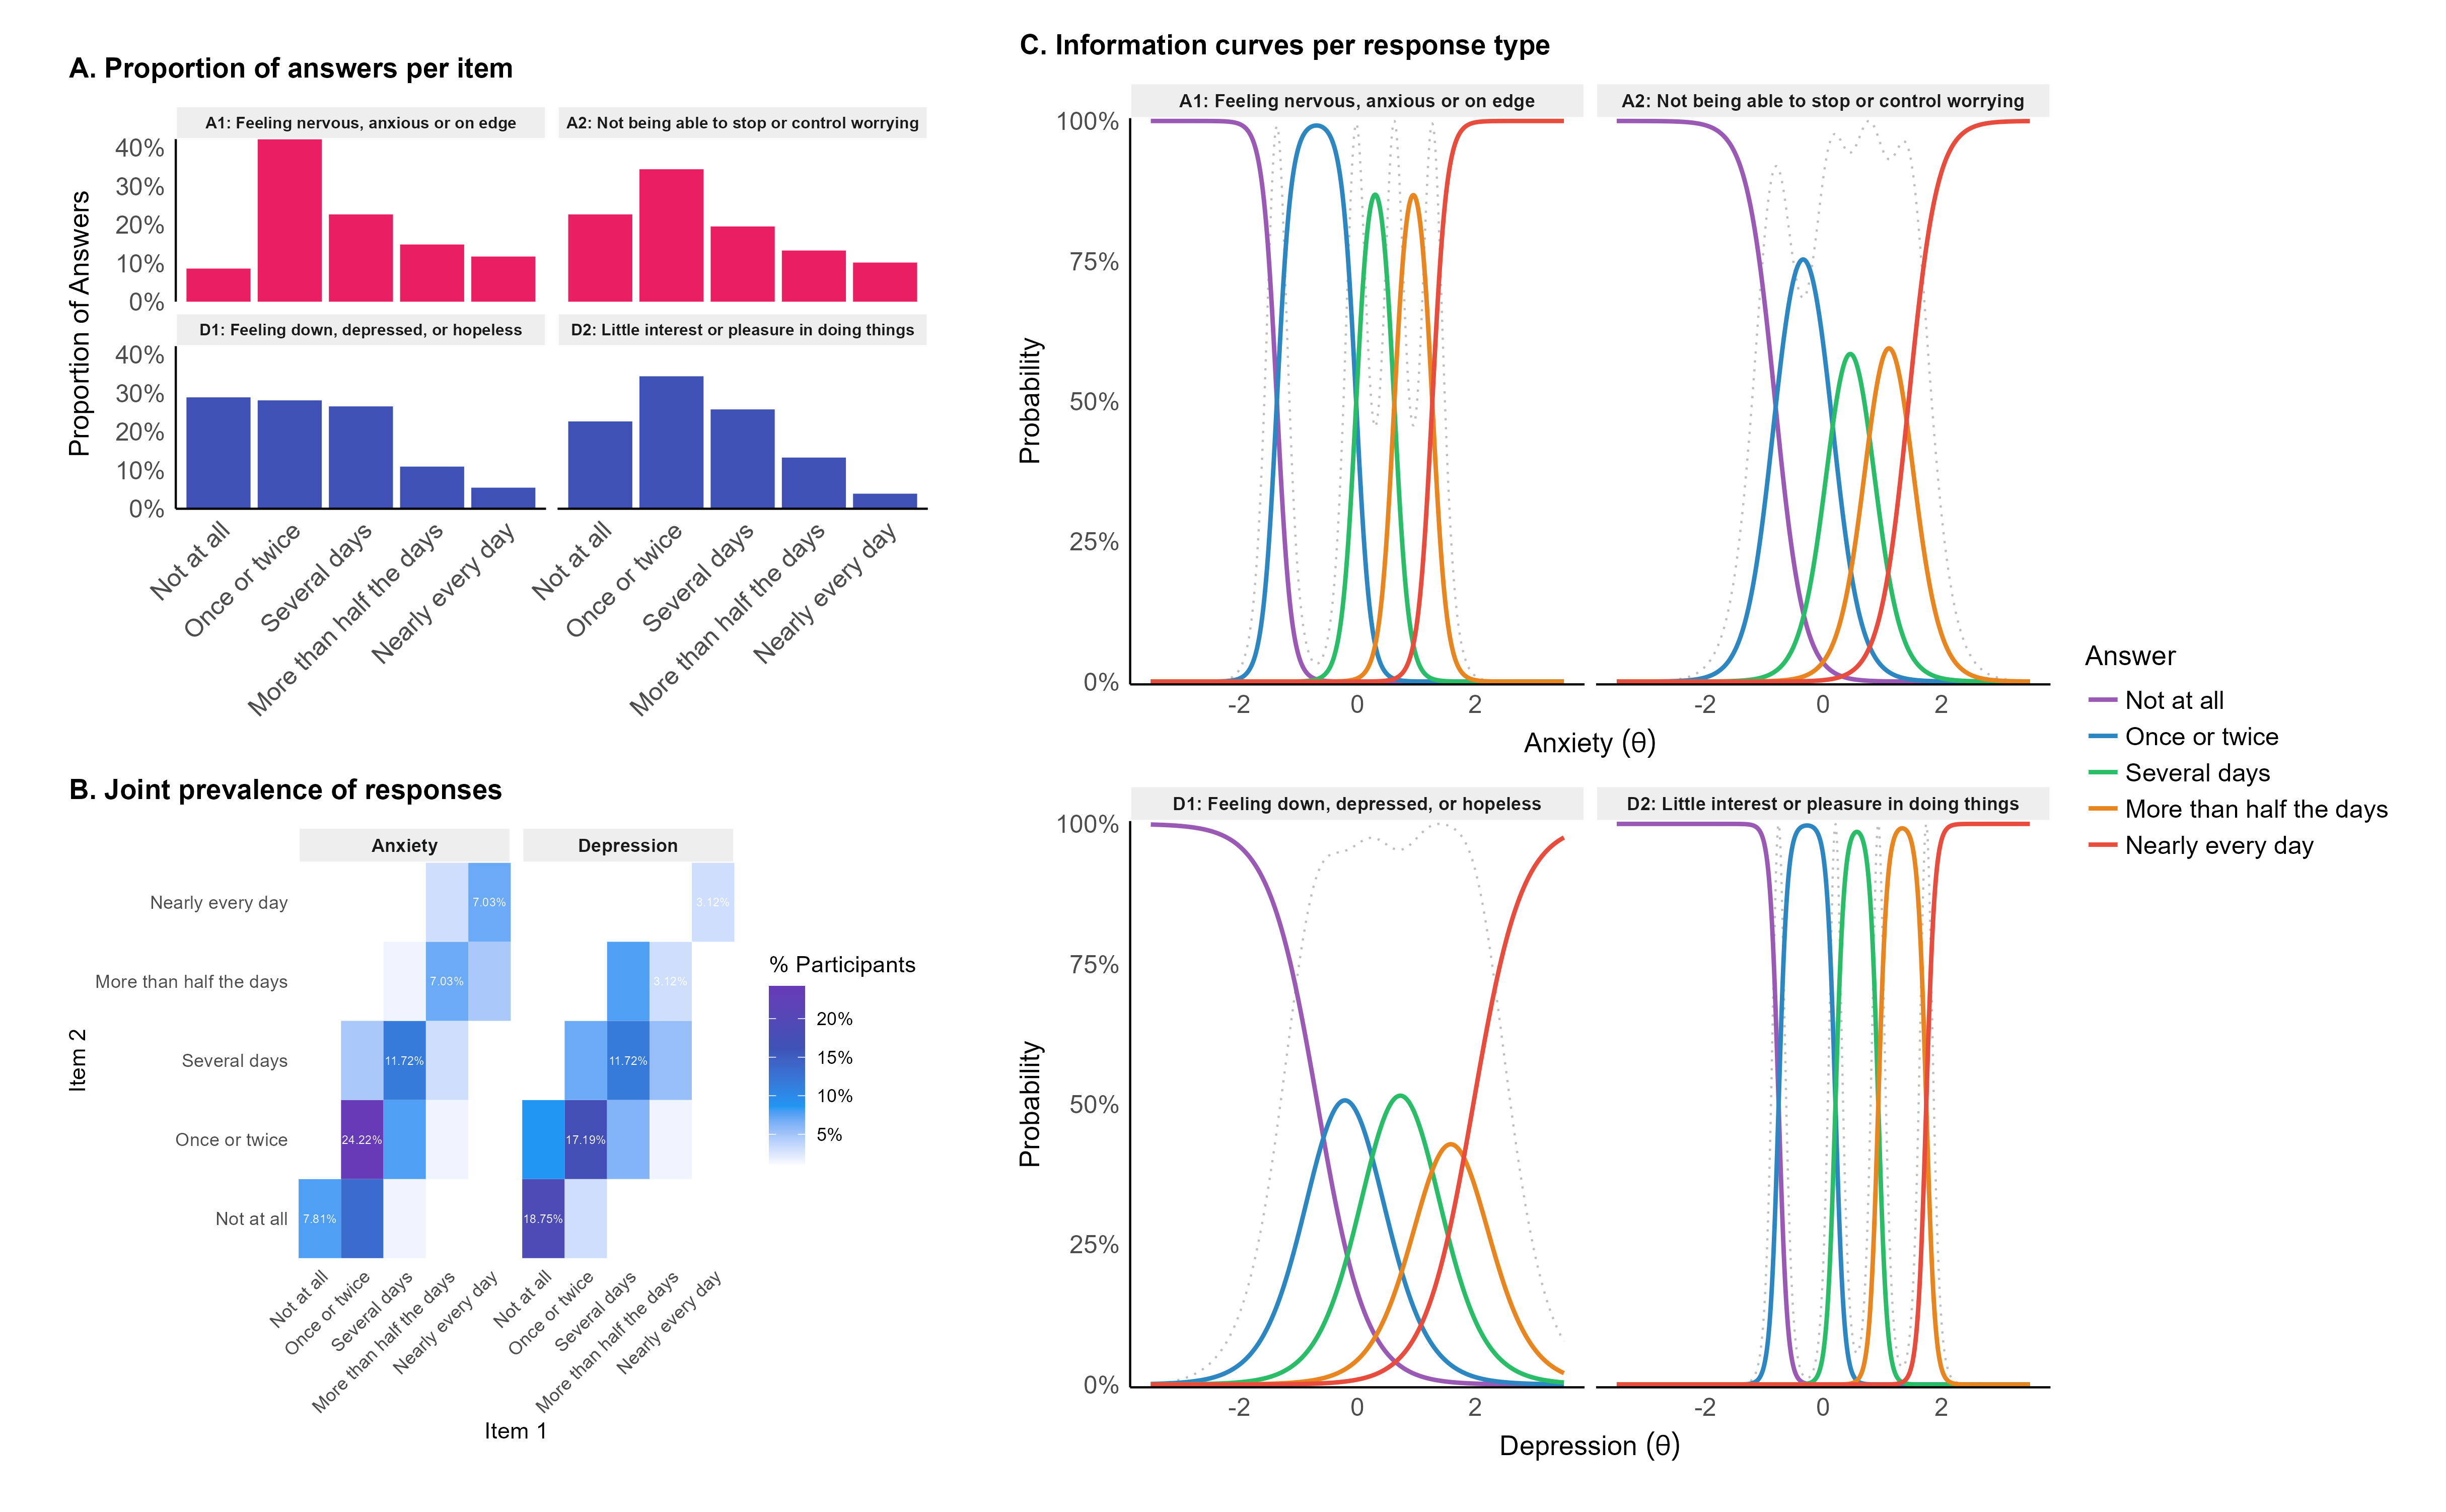 A. Proportion of answers per item
A1: Feeling nervous, anxious or on edge
A2: Not being able to stop or control worrying
40%
30%
20%
10%
0%
D1: Feeling down, depressed, or hopeless
D2: Little interest or pleasure in doing things
40%
30%
20%
10%
0%
Proportion of Answers
Not at all
Once or twice
Several days
More than half the days
Nearly every day
Not at all
Once or twice
Several days
More than half the days
Nearly every day
B. Joint prevalence of responses
Anxiety
Depression
Nearly every day
More than half the days
Several days
Once or twice
Not at all
Item 2
7.03%
3.12%
7.03%
3.12%
11.72%
11.72%
24.22%
17.19%
7.81%
18.75%
Not at all
Once or twice
Several days
More than half the days
Nearly every day
Not at all
Once or twice
Several days
More than half the days
Nearly every day
Item 1
% Participants
20%
15%
10%
5%
C. Information curves per response type
A1: Feeling nervous, anxious or on edge
A2: Not being able to stop or control worrying
100%
75%
50%
25%
0%
Probability
-2 0 2
-2 0 2
Anxiety (θ)
D1: Feeling down, depressed, or hopeless
D2: Little interest or pleasure in doing things
100%
75%
50%
25%
0%
Probability
-2 0 2
-2 0 2
Depression (θ)
Answer
Not at all
Once or twice
Several days
More than half the days
Nearly every day